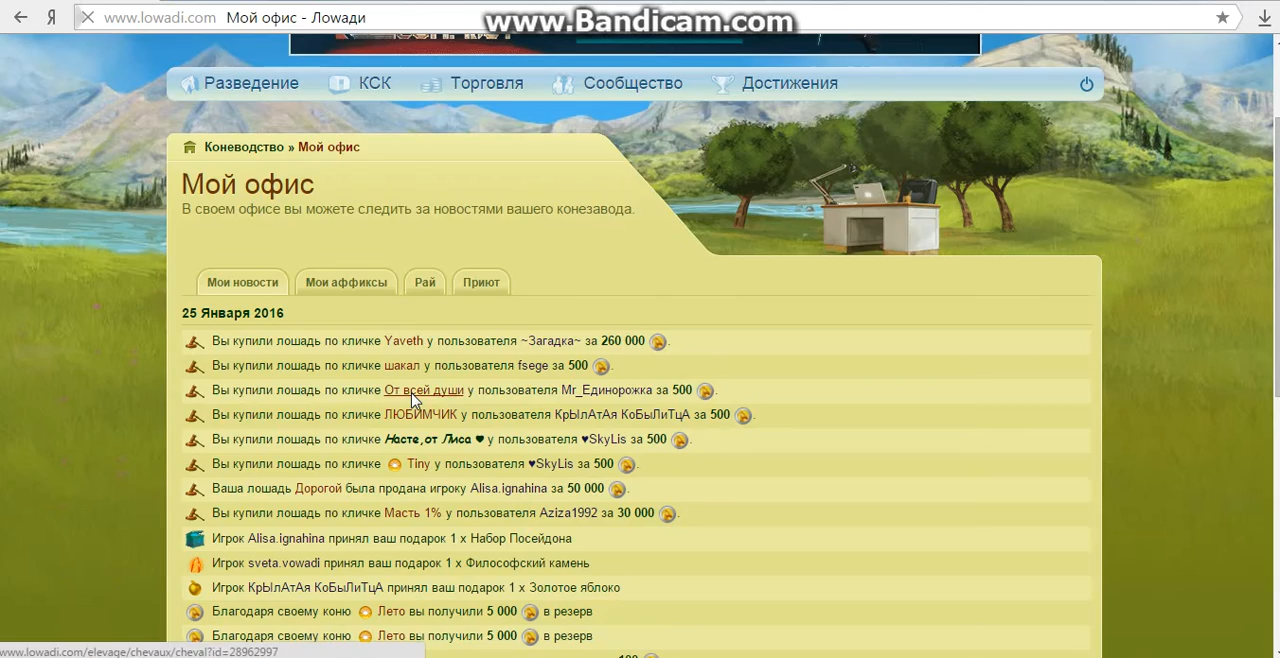 www.lowadi.com Мой офис - Лowади
www.Bandicam.com
Разведение КСК Торговля Сообщество Достижения
Коневодство » Мой офис
Мой офис
В своем офисе вы можете следить за новостями вашего конезавода.
Мои новости Мои аффиксы Рай Приют
25 Января 2016
Вы купили лошадь по кличке Yaveth у пользователя ~Загадка~ за 260 000 .
Вы купили лошадь по кличке шакал у пользователя fsege за 500 .
Вы купили лошадь по кличке От всей души у пользователя Mr_Единорожка за 500 .
Вы купили лошадь по кличке ЛЮБИМЧИК у пользователя КрЫлАтАя КоБыЛиТцА за 500 .
Вы купили лошадь по кличке Насте,от Лиса ♥ у пользователя ♥SkyLis за 500 .
Вы купили лошадь по кличке Tiny у пользователя ♥SkyLis за 500 .
Ваша лошадь Дорогой была продана игроку Alisa.ignahina за 50 000 .
Вы купили лошадь по кличке Масть 1% у пользователя Aziza1992 за 30 000 .
Игрок Alisa.ignahina принял ваш подарок 1 x Набор Посейдона
Игрок sveta.vowadi принял ваш подарок 1 x Философский камень
Игрок КрЫлАтАя КоБыЛиТцА принял ваш подарок 1 x Золотое яблоко
Благодаря своему коню Лето вы получили 5 000 в резерв
Благодаря своему коню Лето вы получили 5 000 в резерв
www.lowadi.com/elevage/chevaux/cheval?id=28962997